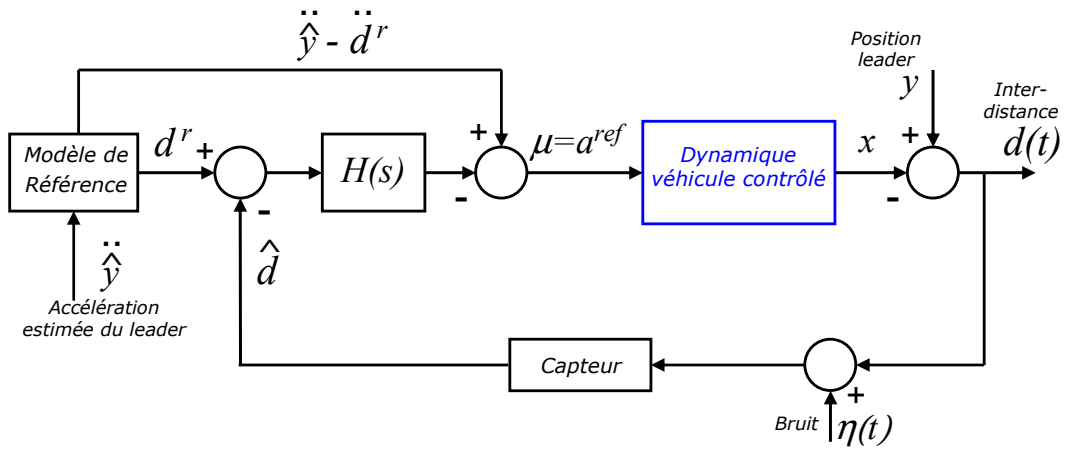 ŷ̈ - d̈ʳ
Position
leader
y
Inter-
distance
d(t)
Modèle de
Référence
dʳ
+
-
H(s)
+
-
μ=aʳᵉᶠ
Dynamique
véhicule contrôlé
x
+
-
ŷ̈
Accélération
estimée du leader
d̂
Capteur
+
Bruit
η(t)